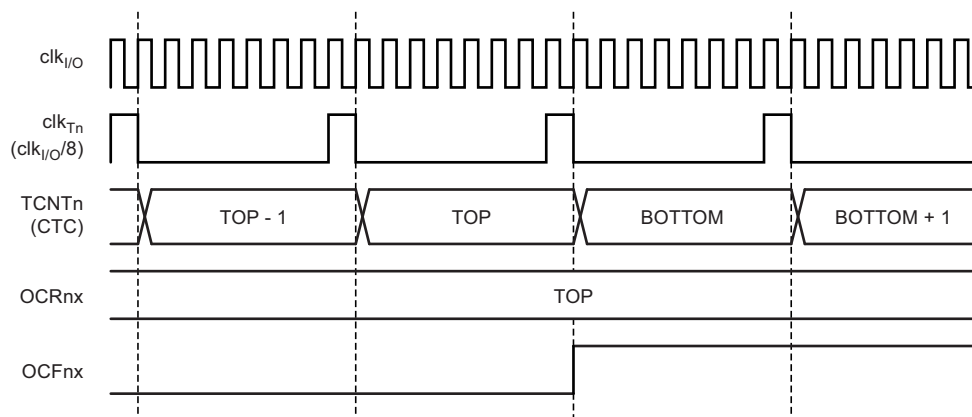 clkI/O
clkTn
(clkI/O/8)
TCNTn
(CTC)
TOP - 1
TOP
BOTTOM
BOTTOM + 1
OCRnx
TOP
OCFnx